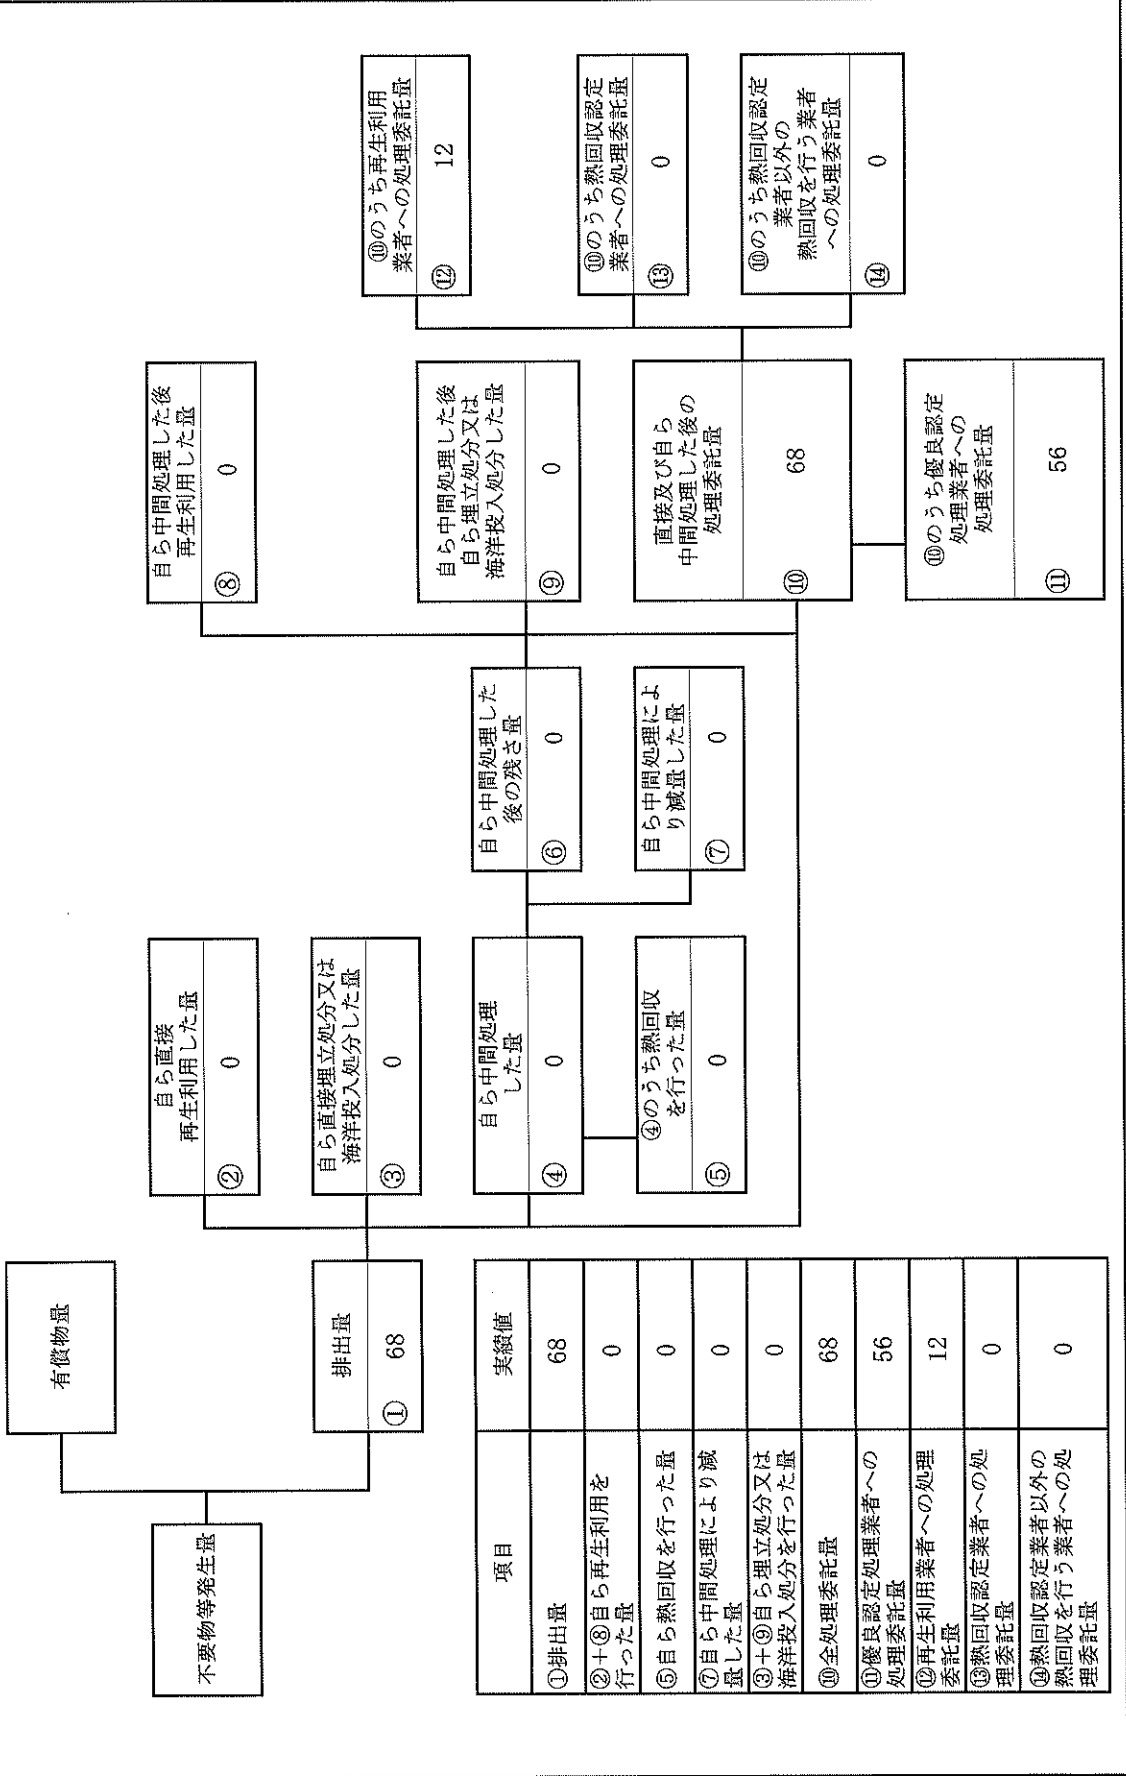 不要物等発生量
有償物量
排出量
① 68
自ら直接
再生利用した量
② 0
自ら直接埋立処分又は
海洋投入処分した量
③ 0
自ら中間処理
した量
④ 0
④のうち熱回収
を行った量
⑤ 0
自ら中間処理した
後の残さ量
⑥ 0
自ら中間処理によ
り減量した量
⑦ 0
自ら中間処理した後
再生利用した量
⑧ 0
自ら中間処理した後
自ら埋立処分又は
海洋投入処分した量
⑨ 0
直接及び自ら
中間処理した後の
処理委託量
⑩ 68
⑩のうち優良認定
処理業者への
処理委託量
⑪ 56
⑩のうち再生利用
業者への処理委託量
⑫ 12
⑩のうち熱回収認定
業者への処理委託量
⑬ 0
⑩のうち熱回収認定
業者以外の
熱回収を行う業者
への処理委託量
⑭ 0
項目 実績値
①排出量 68
②+⑧自ら再生利用を
行った量 0
⑤自ら熱回収を行った量 0
⑦自ら中間処理により減
量した量 0
③+⑨自ら埋立処分又は
海洋投入処分を行った量 0
⑩全処理委託量 68
⑪優良認定処理業者への
処理委託量 56
⑫再生利用業者への処理
委託量 12
⑬熱回収認定業者への処
理委託量 0
⑭熱回収認定業者以外の
熱回収を行う業者への処
理委託量 0